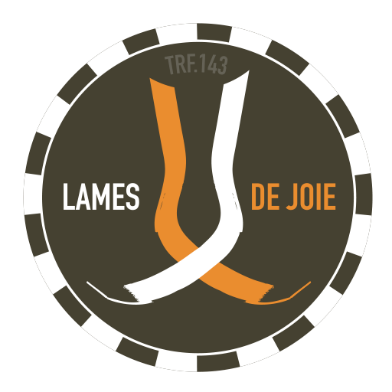 TRF.143
LAMES DE JOIE